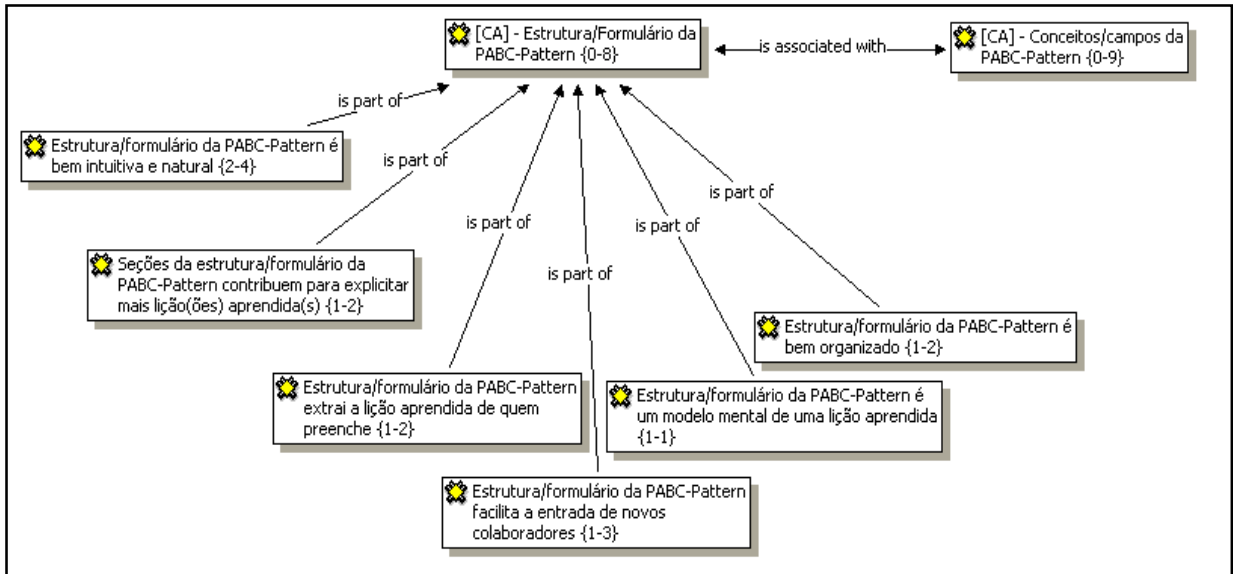 [CA] - Estrutura/Formulário da
PABC-Pattern {0-8}
is associated with
[CA] - Conceitos/campos da
PABC-Pattern {0-9}
is part of
Estrutura/formulário da PABC-Pattern é
bem intuitiva e natural {2-4}
is part of
is part of
is part of
is part of
is part of
Seções da estrutura/formulário da
PABC-Pattern contribuem para explicitar
mais lição(ões) aprendida(s) {1-2}
Estrutura/formulário da PABC-Pattern é
bem organizado {1-2}
Estrutura/formulário da PABC-Pattern
extrai a lição aprendida de quem
preenche {1-2}
Estrutura/formulário da PABC-Pattern é
um modelo mental de uma lição aprendida
{1-1}
Estrutura/formulário da PABC-Pattern
facilita a entrada de novos
colaboradores {1-3}